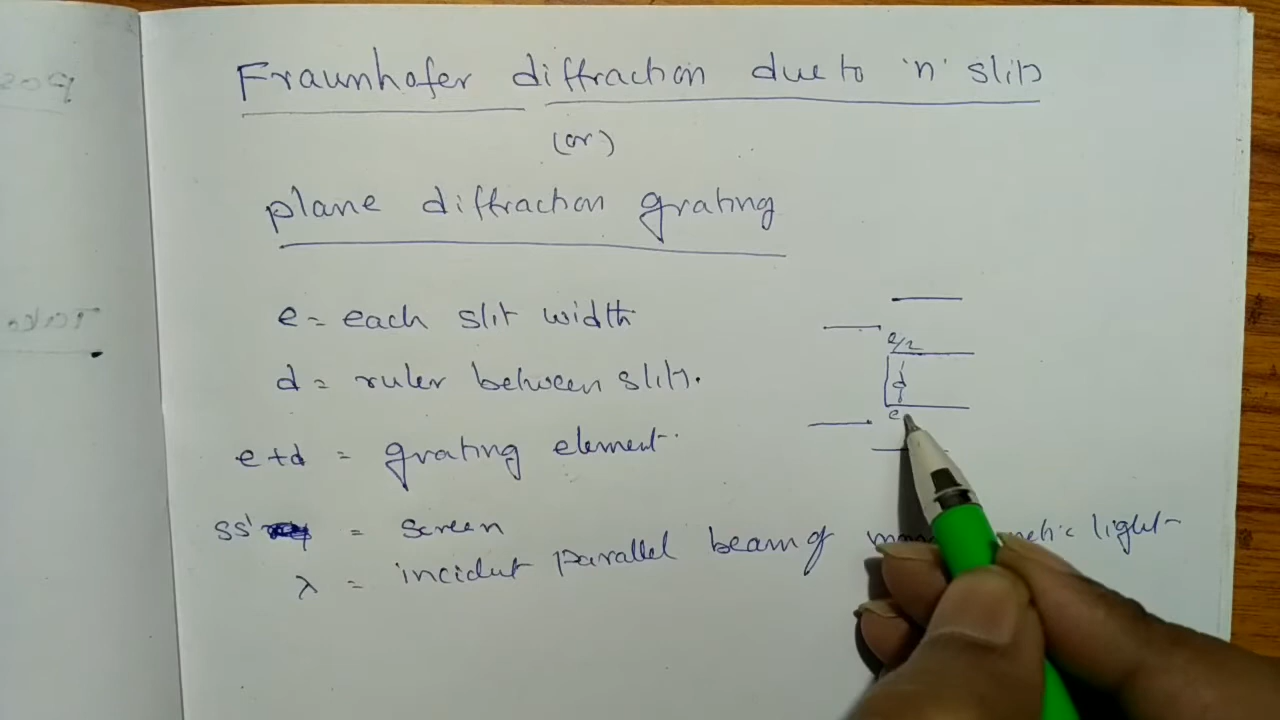 Fraunhofer diffraction due to 'n' slits
(or)
plane diffraction grating
e = each slit width
d = ruler between slits.
e+d = grating element.
SS' = screen
λ = incident parallel beam of light
e/2
d
e